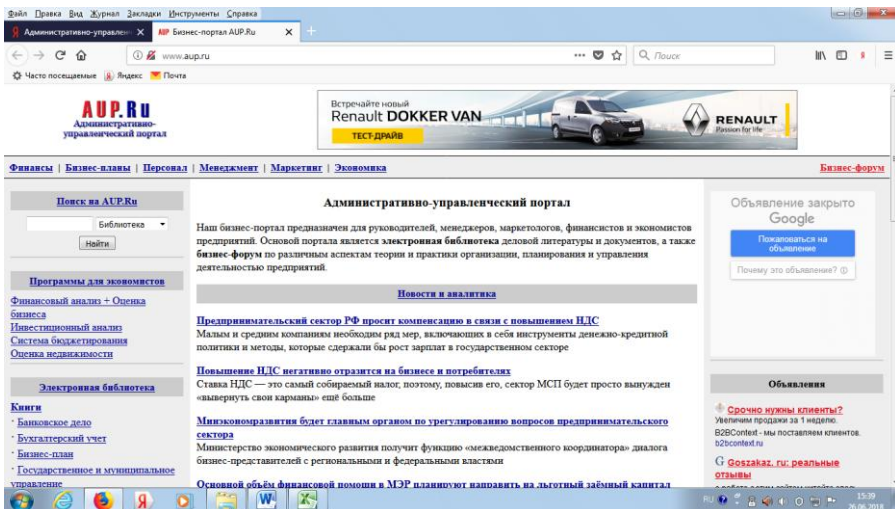 Файл Правка Вид Журнал Закладки Инструменты Справка
Административно-управлен
AUP Бизнес-портал AUP.Ru
www.aup.ru
Поиск
Часто посещаемые Яндекс Почта
AUP.Ru
Административно-
управленческий портал
Встречайте новый
Renault DOKKER VAN
ТЕСТ-ДРАЙВ
RENAULT
Passion for life
Финансы | Бизнес-планы | Персонал | Менеджмент | Маркетинг | Экономика
Бизнес-форум
Поиск на AUP.Ru
Библиотека
Найти
Программы для экономистов
Финансовый анализ + Оценка
бизнеса
Инвестиционный анализ
Система бюджетирования
Оценка недвижимости
Электронная библиотека
Книги
· Банковское дело
· Бухгалтерский учет
· Бизнес-план
· Государственное и муниципальное
управление
Административно-управленческий портал
Наш бизнес-портал предназначен для руководителей, менеджеров, маркетологов, финансистов и экономистов
предприятий. Основой портала является электронная библиотека деловой литературы и документов, а также
бизнес-форум по различным аспектам теории и практики организации, планирования и управления
деятельностью предприятий.
Новости и аналитика
Предпринимательский сектор РФ просит компенсацию в связи с повышением НДС
Малым и средним компаниям необходим ряд мер, включающих в себя инструменты денежно-кредитной
политики и методы, которые сдержали бы рост зарплат в государственном секторе
Повышение НДС негативно отразится на бизнесе и потребителях
Ставка НДС — это самый собираемый налог, поэтому, повысив его, сектор МСП будет просто вынужден
«вывернуть свои карманы» ещё больше
Минэкономразвития будет главным органом по урегулированию вопросов предпринимательского
сектора
Министерство экономического развития получит функцию «межведомственного координатора» диалога
бизнес-представителей с региональными и федеральными властями
Основной объём финансовой помощи в МЭР планируют направить на льготный заёмный капитал
Объявление закрыто
Google
Пожаловаться на
объявление
Почему это объявление?
Объявления
Срочно нужны клиенты?
Увеличим продажи за 1 неделю.
B2BContext - мы поставляем клиентов.
b2bcontext.ru
Goszakaz. ru: реальные
отзывы
RU
15:39
26.06.2018